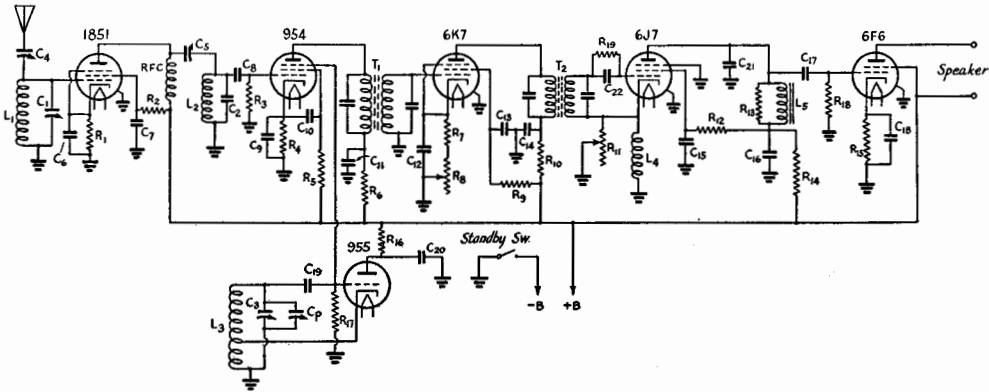 1851
954
6K7
6J7
6F6
C4
C5
RFC
C8
T1
T2
R19
C21
C17
Speaker
L1
C1
R2
L2
C2
R3
C10
C22
R13
L5
R18
C6
R1
C7
C9
R4
C11
C12
R7
C13
C14
R10
R11
L4
R12
C15
C16
R15
C18
R5
R6
R8
R9
R14
R16
Standby Sw.
955
C20
C19
-B
+B
L3
C3
Cp
R17